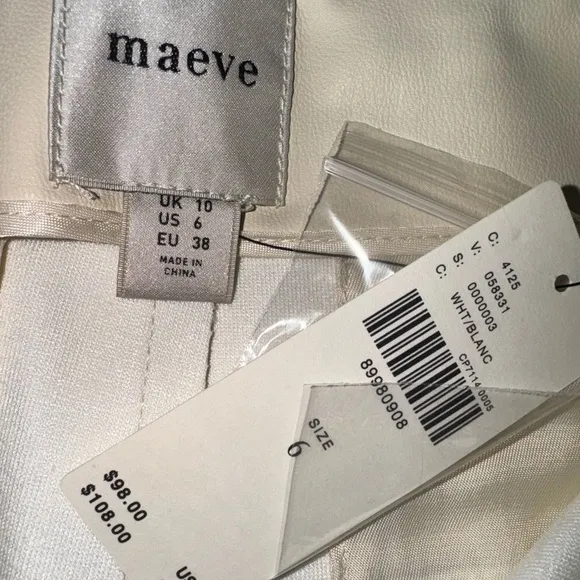 maeve
UK 10
US 6
EU 38
MADE IN
CHINA
C: 4125
V: 058331
S: 0000003
C: WHT/BLANC
CP7114 0005
89980908
SIZE
6
$98.00
$108.00
US